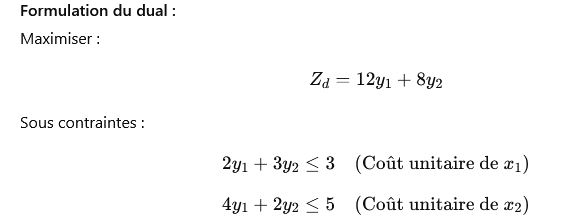 Formulation du dual :
Maximiser :
Z_d = 12y_1 + 8y_2
Sous contraintes :
2y_1 + 3y_2 ≤ 3 (Coût unitaire de x_1)
4y_1 + 2y_2 ≤ 5 (Coût unitaire de x_2)